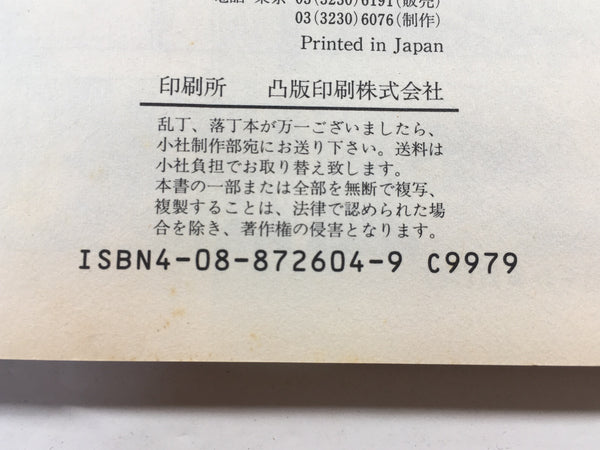 電話 東京 03(3230)6191(販売)
03(3230)6076(制作)
Printed in Japan
印刷所 凸版印刷株式会社
乱丁、落丁本が万一ございましたら、
小社制作部宛にお送り下さい。送料は
小社負担でお取り替え致します。
本書の一部または全部を無断で複写、
複製することは、法律で認められた場
合を除き、著作権の侵害となります。
ISBN4-08-872604-9 C9979